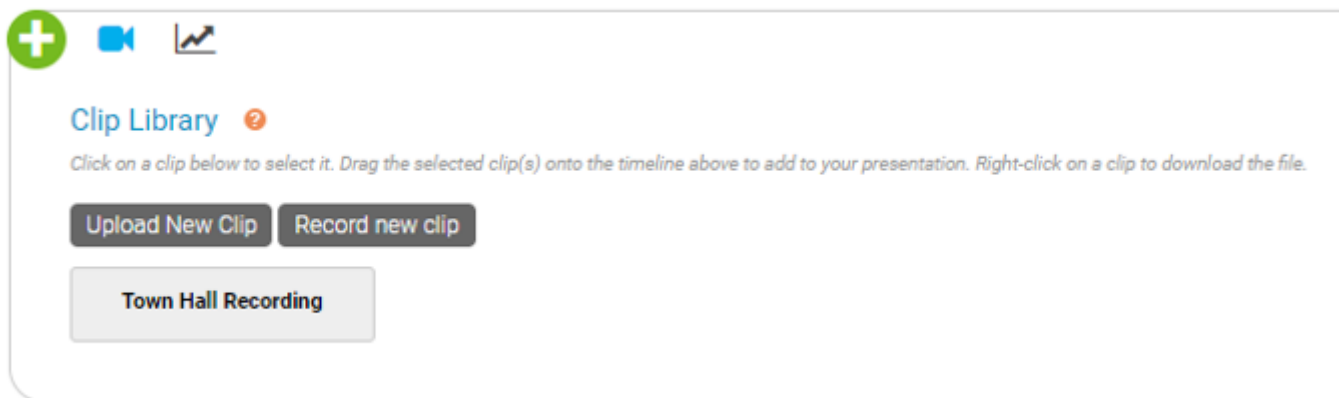 Clip Library ?
Click on a clip below to select it. Drag the selected clip(s) onto the timeline above to add to your presentation. Right-click on a clip to download the file.
Upload New Clip Record new clip
Town Hall Recording